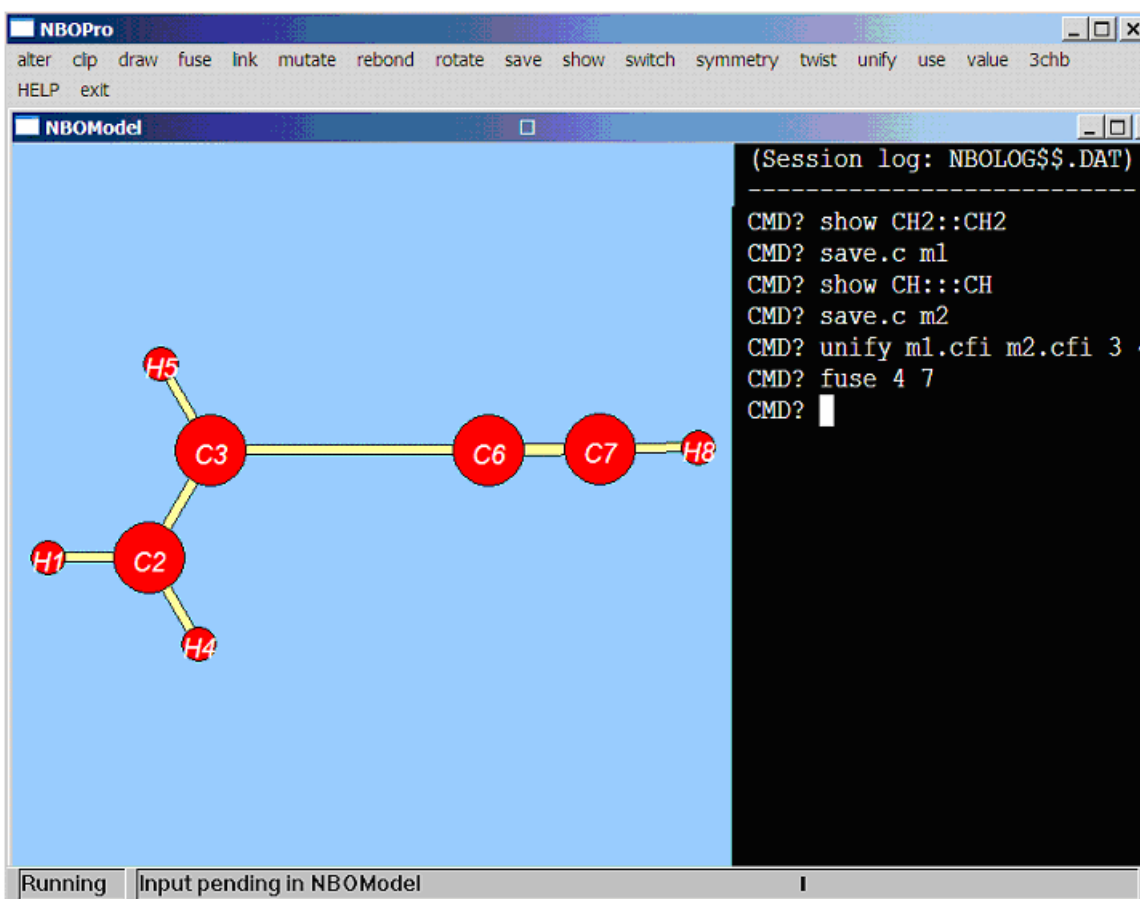 NBOPro
alter clip draw fuse link mutate rebond rotate save show switch symmetry twist unify use value 3chb
HELP exit
NBOModel
(Session log: NBOLOG$$.DAT)
---------------------------
CMD? show CH2::CH2
CMD? save.c m1
CMD? show CH:::CH
CMD? save.c m2
CMD? unify m1.cfi m2.cfi 3
CMD? fuse 4 7
CMD?
H5
C3
C6
C7
H8
H1
C2
H4
Running
Input pending in NBOModel